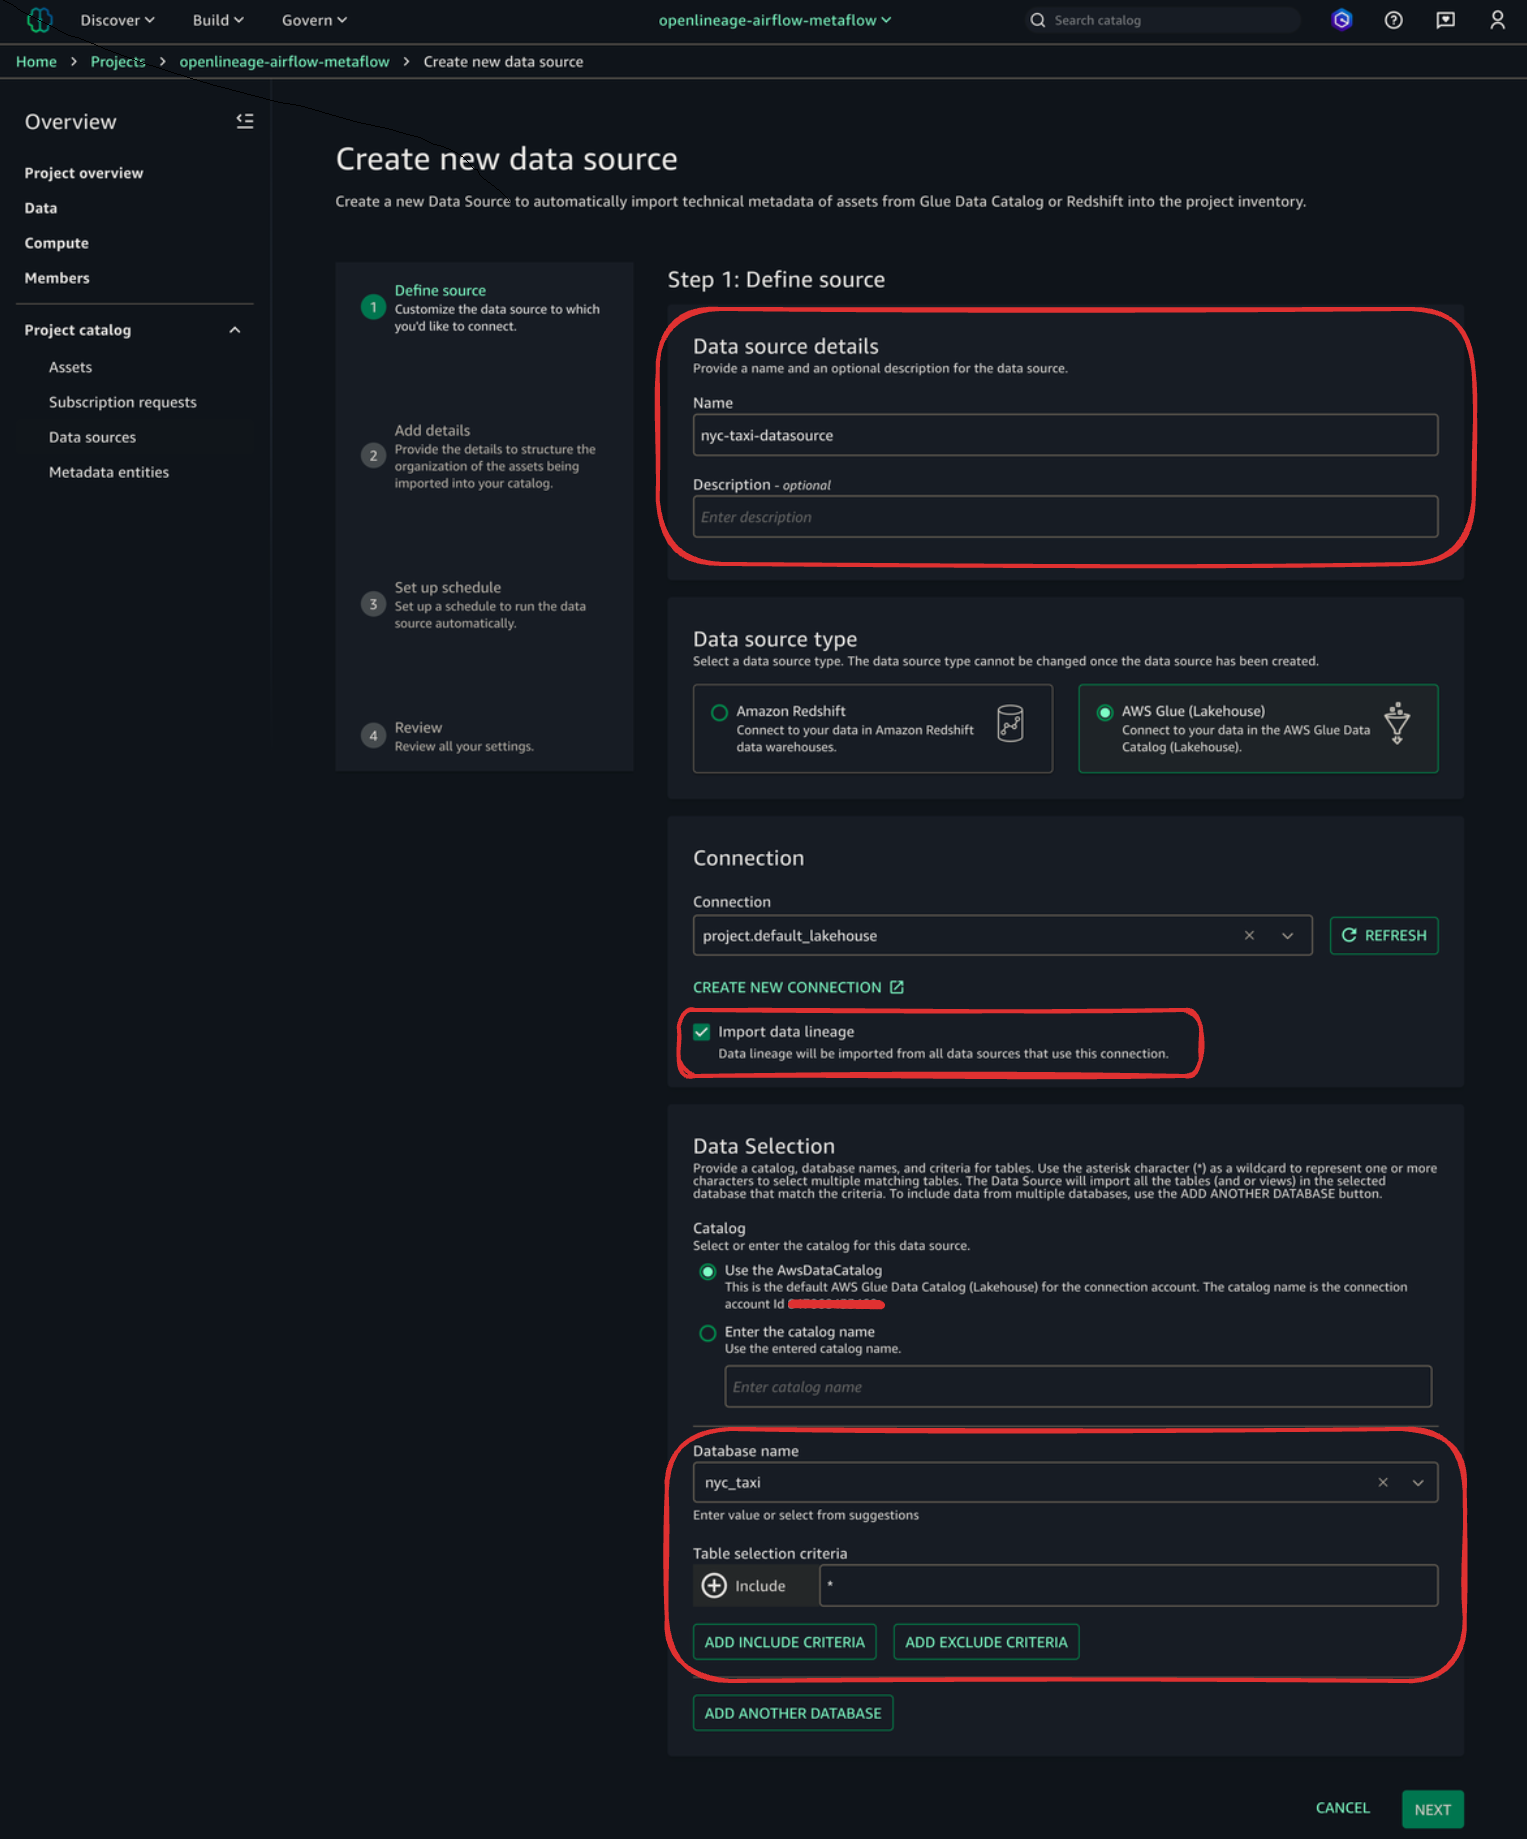 Discover
Build
Govern
openlineage-airflow-metaflow
Search catalog
Home > Projects > openlineage-airflow-metaflow > Create new data source
Overview
Project overview
Data
Compute
Members
Project catalog
Assets
Subscription requests
Data sources
Metadata entities
Create new data source
Create a new Data Source to automatically import technical metadata of assets from Glue Data Catalog or Redshift into the project inventory.
1
Define source
Customize the data source to which
you'd like to connect.
2
Add details
Provide the details to structure the
organization of the assets being
imported into your catalog.
3
Set up schedule
Set up a schedule to run the data
source automatically.
4
Review
Review all your settings.
Step 1: Define source
Data source details
Provide a name and an optional description for the data source.
Name
nyc-taxi-datasource
Description - optional
Enter description
Data source type
Select a data source type. The data source type cannot be changed once the data source has been created.
Amazon Redshift
Connect to your data in Amazon Redshift
data warehouses.
AWS Glue (Lakehouse)
Connect to your data in the AWS Glue Data
Catalog (Lakehouse).
Connection
Connection
project.default_lakehouse
REFRESH
CREATE NEW CONNECTION
Import data lineage
Data lineage will be imported from all data sources that use this connection.
Data Selection
Provide a catalog, database names, and criteria for tables. Use the asterisk character (*) as a wildcard to represent one or more
characters to select multiple matching tables. The Data Source will import all the tables (and or views) in the selected
database that match the criteria. To include data from multiple databases, use the ADD ANOTHER DATABASE button.
Catalog
Select or enter the catalog for this data source.
Use the AwsDataCatalog
This is the default AWS Glue Data Catalog (Lakehouse) for the connection account. The catalog name is the connection
account Id
Enter the catalog name
Use the entered catalog name.
Enter catalog name
Database name
nyc_taxi
Enter value or select from suggestions
Table selection criteria
Include
*
ADD INCLUDE CRITERIA
ADD EXCLUDE CRITERIA
ADD ANOTHER DATABASE
CANCEL
NEXT